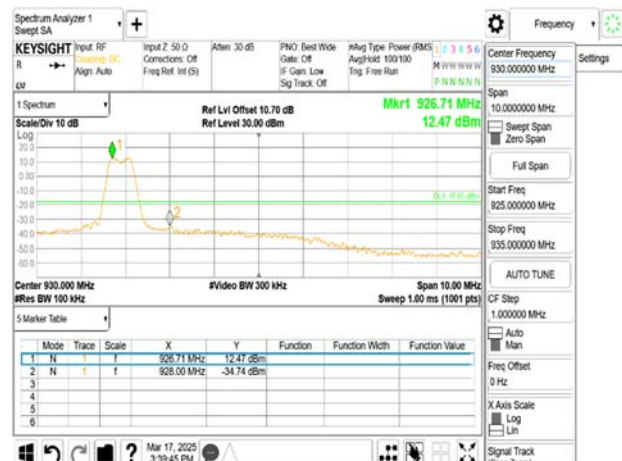 Spectrum Analyzer 1
Swept SA
Frequency
Settings
KEYSIGHT
R
Input: RF
Coupling: DC
Align: Auto
Input Z: 50 Ω
Corrections: Off
Freq Ref: Int (S)
Atten: 30 dB
PNO: Best Wide
Gate: Off
IF Gain: Low
Sig Track: Off
#Avg Type: Power (RMS
Avg|Hold: 100/100
Trig: Free Run
1 2 3 4 5 6
M W W W W W
P N N N N N
1 Spectrum
Scale/Div 10 dB
Log
Ref Lvl Offset 10.70 dB
Ref Level 30.00 dBm
Mkr1 926.71 MHz
12.47 dBm
20.0
10.0
0.00
-10.0
-20.0
-30.0
-40.0
-50.0
-60.0
1
2
Center 930.000 MHz
#Res BW 100 kHz
#Video BW 300 kHz
Span 10.00 MHz
Sweep 1.00 ms (1001 pts)
5 Marker Table
Mode Trace Scale X Y Function Function Width Function Value
1 N 1 f 926.71 MHz 12.47 dBm
2 N 1 f 928.00 MHz -34.74 dBm
3
4
5
6
Mar 17, 2025
3:39:45 PM
Center Frequency
930.000000 MHz
Span
10.0000000 MHz
Swept Span
Zero Span
Full Span
Start Freq
925.000000 MHz
Stop Freq
935.000000 MHz
AUTO TUNE
CF Step
1.000000 MHz
Auto
Man
Freq Offset
0 Hz
X Axis Scale
Log
Lin
Signal Track